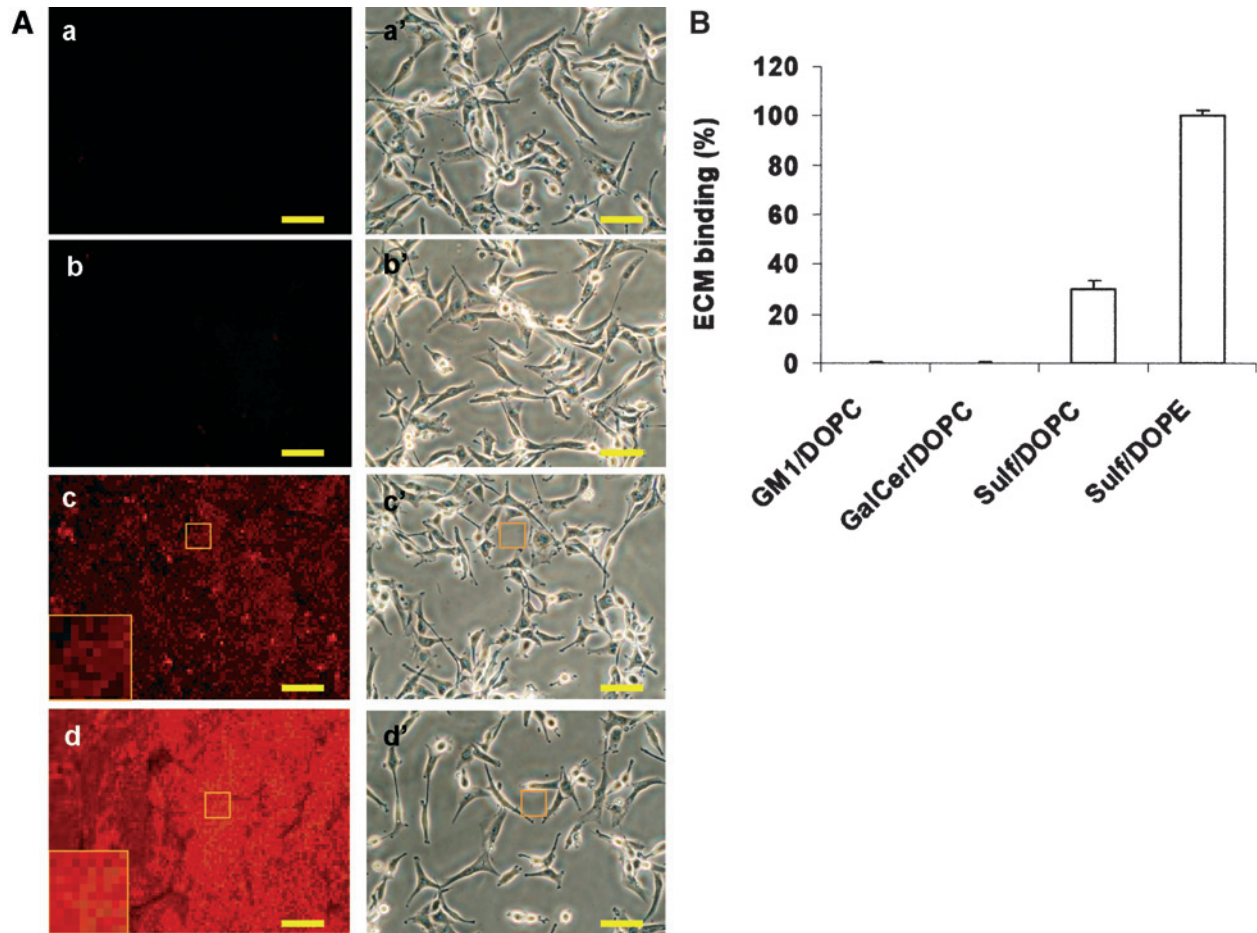 A
a
a'
b
b'
c
c'
d
d'
B
ECM binding (%)
120
100
80
60
40
20
0
GM1/DOPC
GalCer/DOPC
Sulf/DOPC
Sulf/DOPE